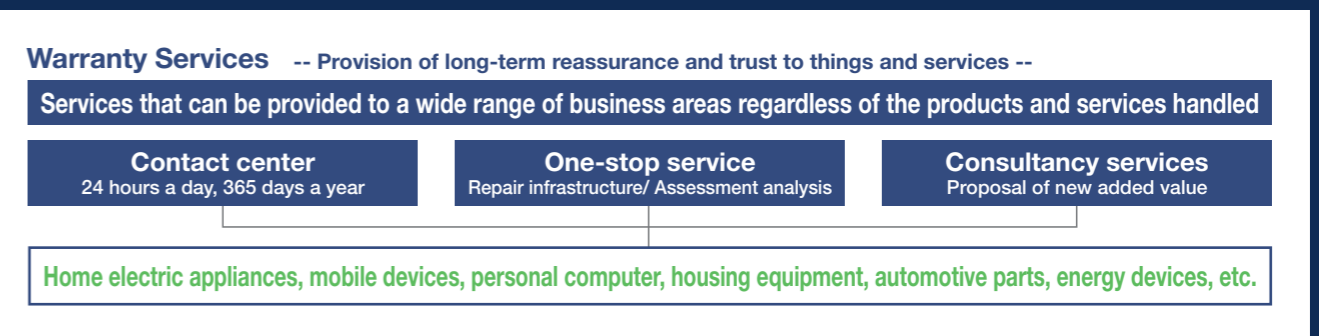 Warranty Services -- Provision of long-term reassurance and trust to things and services --
Services that can be provided to a wide range of business areas regardless of the products and services handled
Contact center
24 hours a day, 365 days a year
One-stop service
Repair infrastructure/ Assessment analysis
Consultancy services
Proposal of new added value
Home electric appliances, mobile devices, personal computer, housing equipment, automotive parts, energy devices, etc.